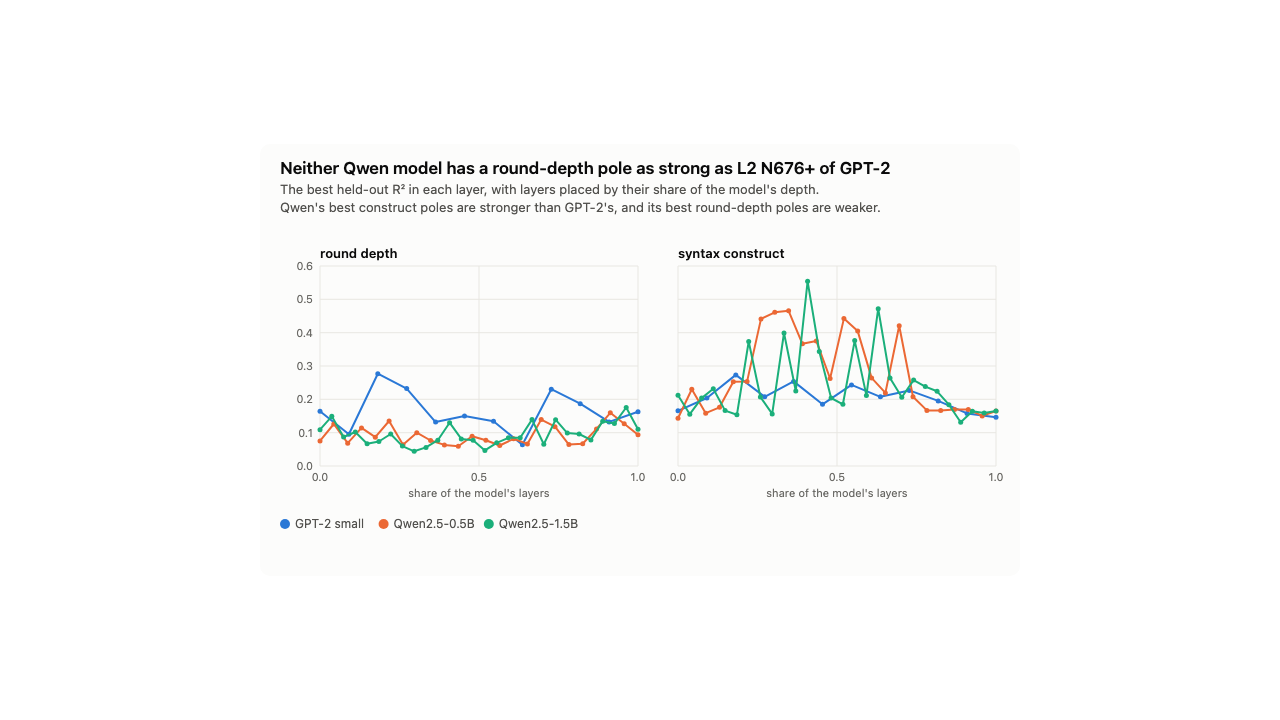 Neither Qwen model has a round-depth pole as strong as L2 N676+ of GPT-2
The best held-out R² in each layer, with layers placed by their share of the model's depth.
Qwen's best construct poles are stronger than GPT-2's, and its best round-depth poles are weaker.
round depth
0.6
0.5
0.4
0.3
0.2
0.1
0.0
0.0 0.5 1.0
share of the model's layers
syntax construct
0.0 0.5 1.0
share of the model's layers
GPT-2 small Qwen2.5-0.5B Qwen2.5-1.5B